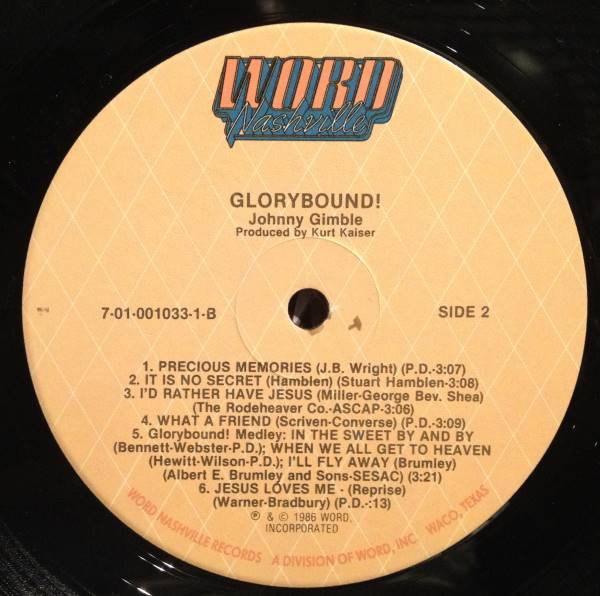 WORD
Nashville
GLORYBOUND!
Johnny Gimble
Produced by Kurt Kaiser
7-01-001033-1-B
SIDE 2
1. PRECIOUS MEMORIES (J.B. Wright) (P.D.-3:07)
2. IT IS NO SECRET (Hamblen) (Stuart Hamblen-3:08)
3. I'D RATHER HAVE JESUS (Miller-George Bev. Shea)
(The Rodeheaver Co.-ASCAP-3:06)
4. WHAT A FRIEND (Scriven-Converse) (P.D.-3:09)
5. Glorybound! Medley: IN THE SWEET BY AND BY
(Bennett-Webster-P.D.); WHEN WE ALL GET TO HEAVEN
(Hewitt-Wilson-P.D.); I'LL FLY AWAY (Brumley)
(Albert E. Brumley and Sons-SESAC) (3:21)
6. JESUS LOVES ME - (Reprise)
(Warner-Bradbury) (P.D.-:13)
℗ & © 1986 WORD,
INCORPORATED
WORD NASHVILLE RECORDS A DIVISION OF WORD, INC. WACO, TEXAS